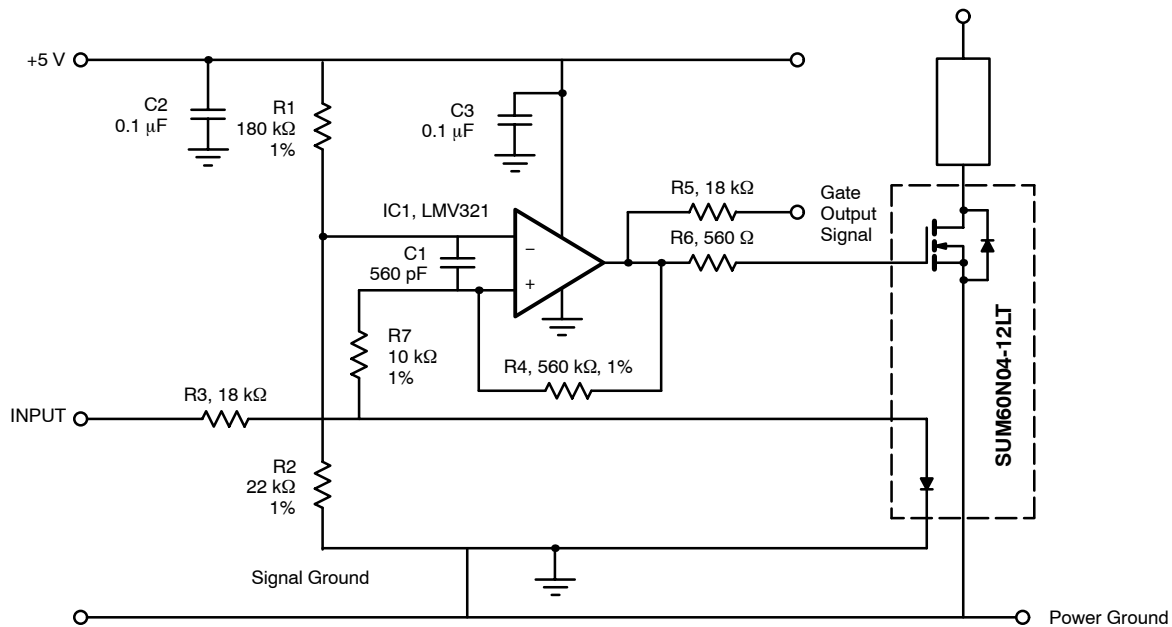 +5 V
C2
0.1 μF
R1
180 kΩ
1%
C3
0.1 μF
IC1, LMV321
−
+
C1
560 pF
R5, 18 kΩ
Gate
Output
Signal
R6, 560 Ω
R7
10 kΩ
1%
R4, 560 kΩ, 1%
R3, 18 kΩ
INPUT
SUM60N04-12LT
R2
22 kΩ
1%
Signal Ground
Power Ground